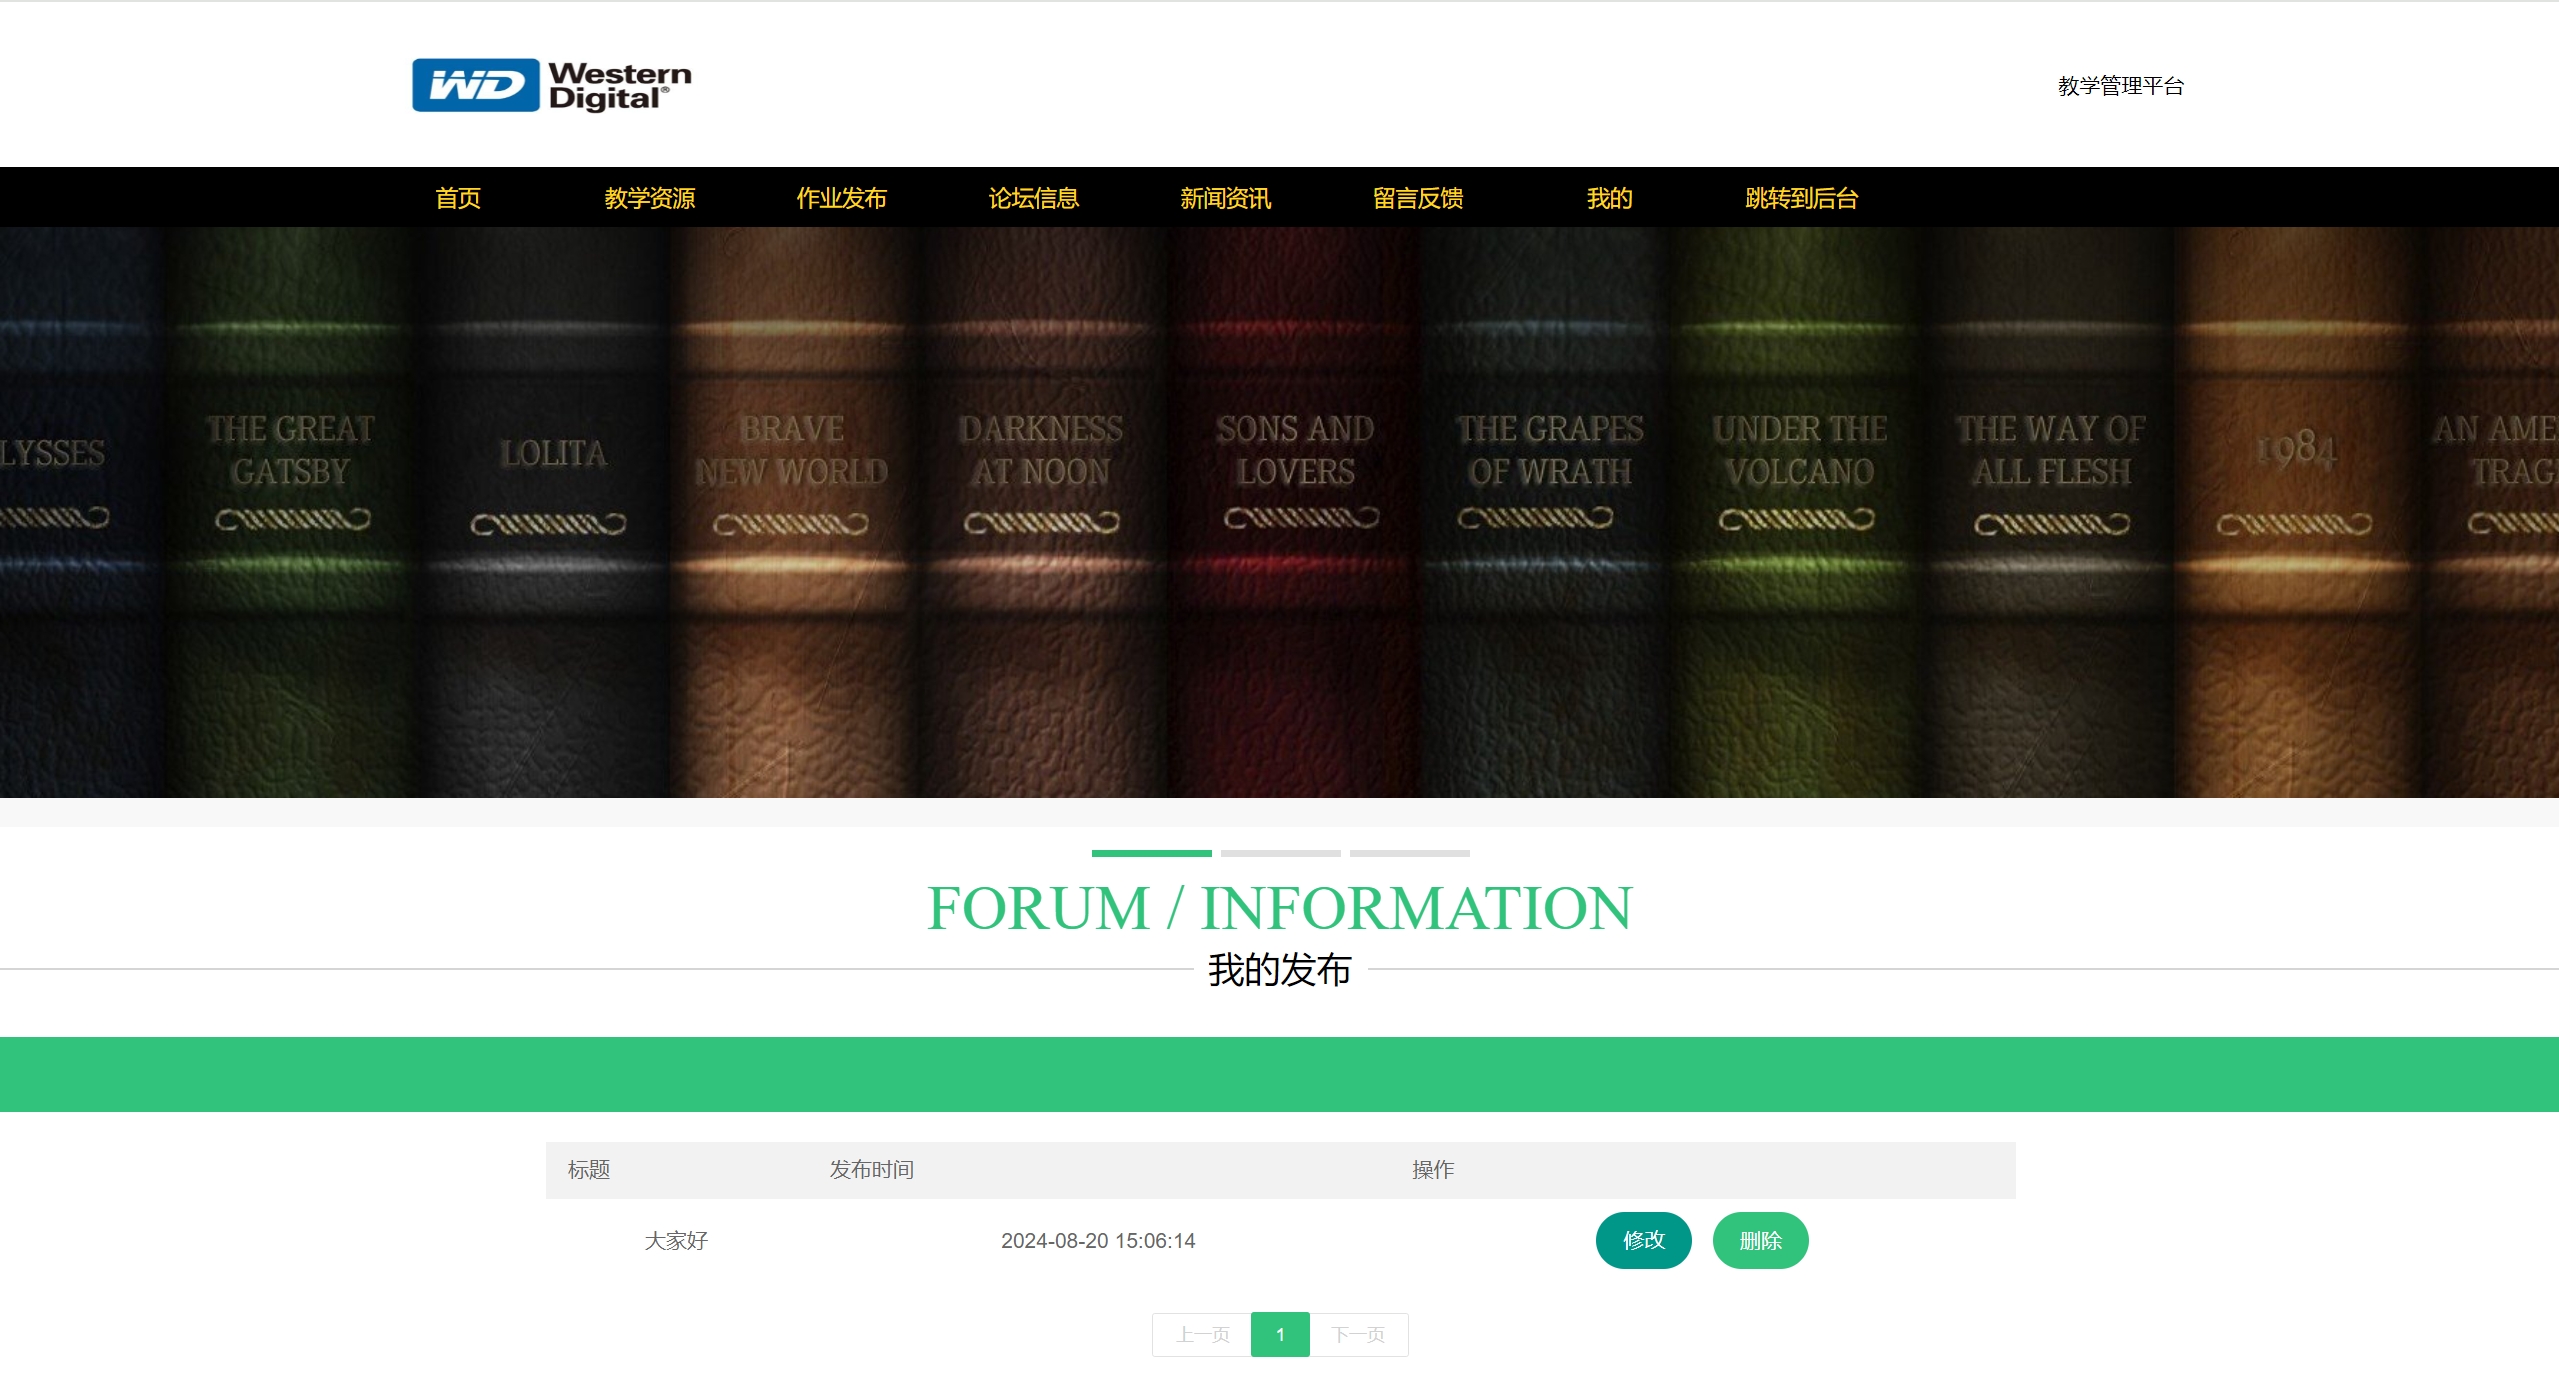 WD Western Digital®
教学管理平台
首页 教学资源 作业发布 论坛信息 新闻资讯 留言反馈 我的 跳转到后台
LYSSES
THE GREAT GATSBY
LOLITA
BRAVE NEW WORLD
DARKNESS AT NOON
SONS AND LOVERS
THE GRAPES OF WRATH
UNDER THE VOLCANO
THE WAY OF ALL FLESH
1984
AN AME
TRAG
FORUM / INFORMATION
我的发布
标题 发布时间 操作
大家好 2024-08-20 15:06:14 修改 删除
上一页 1 下一页